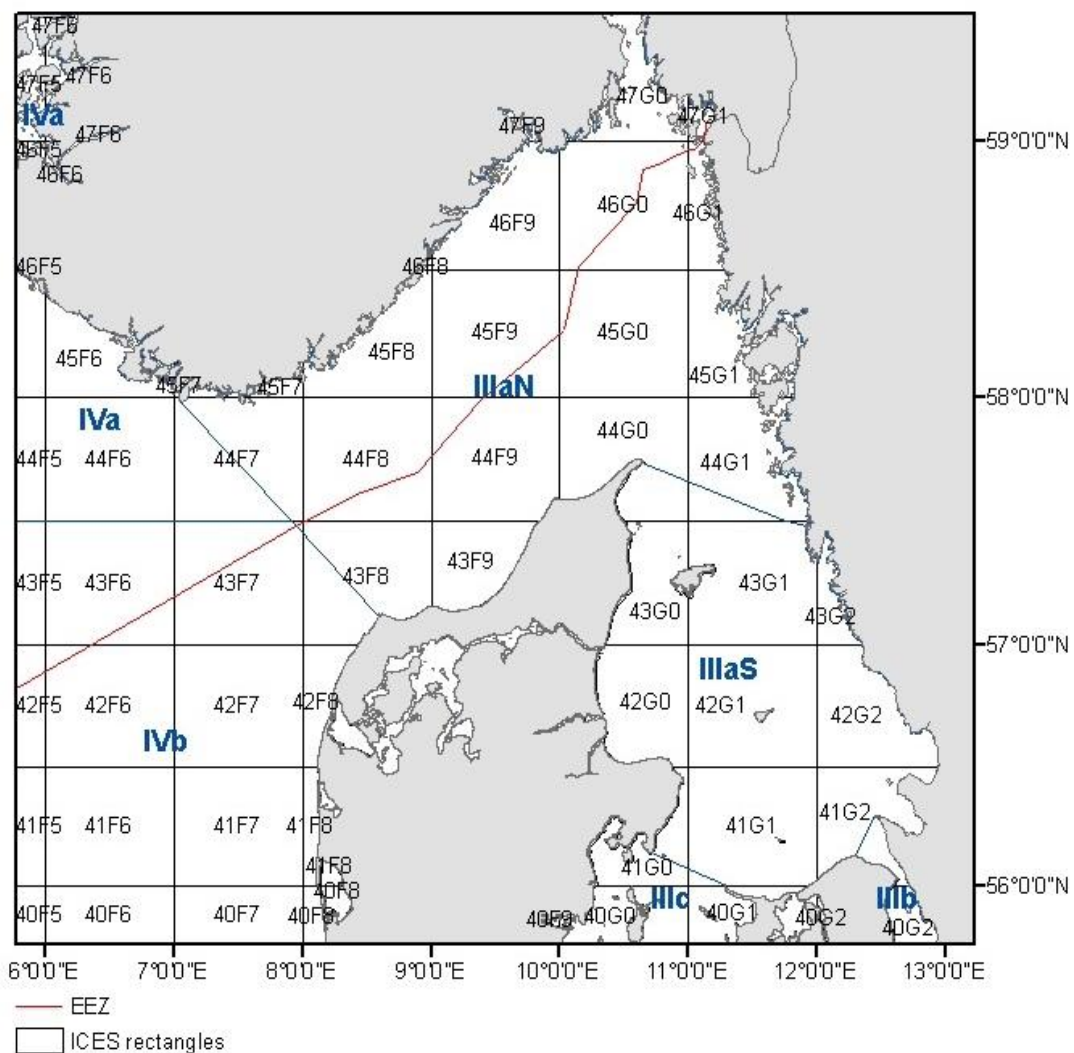 47F6
47G0
47F6
47F5
IVa
47G1
47F9
47F6
59°0'0"N
46F5
46F6
46G0
46G1
46F9
46F5
46F8
45F9
45G0
45F8
45F6
45G1
IIIaN
45F7
45F7
58°0'0"N
IVa
44G0
44F5
44F6
44F7
44F8
44F9
44G1
43F5
43F6
43F7
43F8
43F9
43G1
43G0
43G2
57°0'0"N
IIIaS
42F5
42F6
42F7
42F8
42G0
42G1
42G2
IVb
41G2
41F5
41F6
41F7
41F8
41G1
41F8
41G0
40F8
56°0'0"N
IIIc
IIIb
40F5
40F6
40F7
40F8
40F9
40G0
40G1
40G2
40G2
6°0'0"E
7°0'0"E
8°0'0"E
9°0'0"E
10°0'0"E
11°0'0"E
12°0'0"E
13°0'0"E
EEZ
ICES rectangles